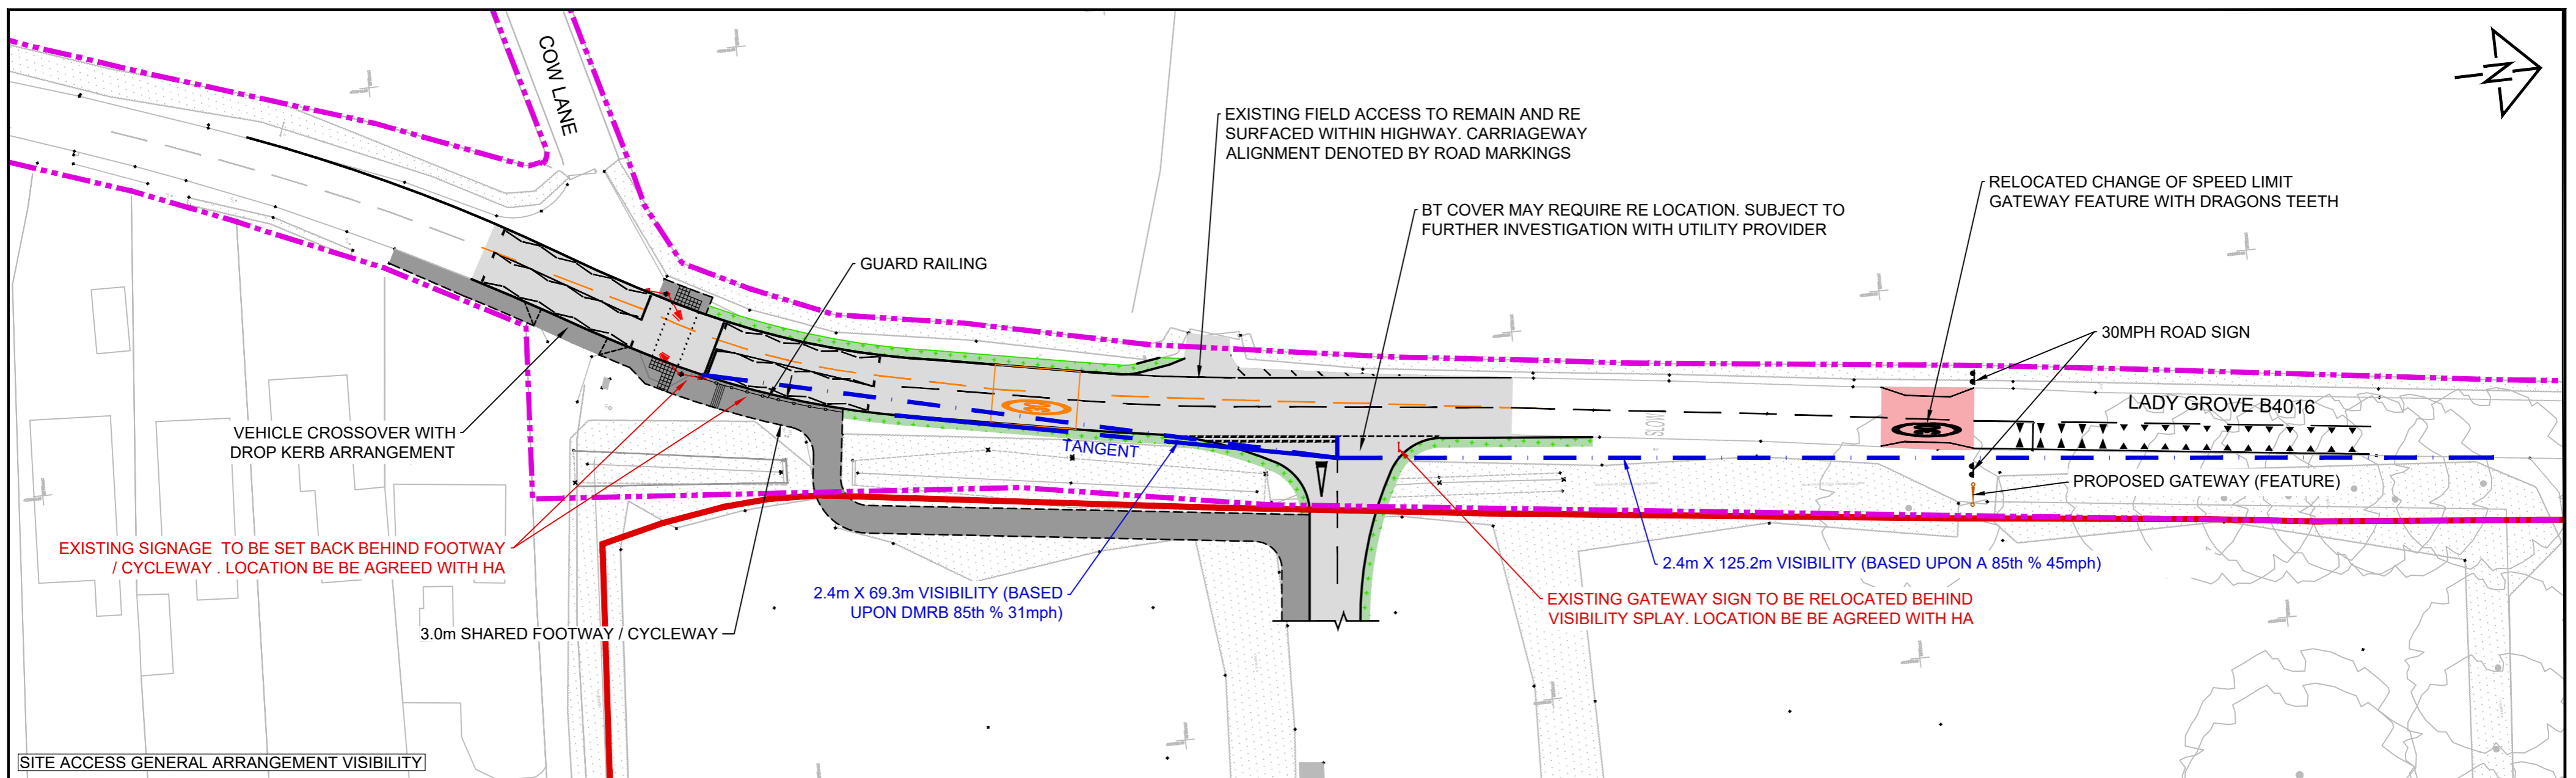 COW LANE
N
EXISTING FIELD ACCESS TO REMAIN AND RE
SURFACED WITHIN HIGHWAY. CARRIAGEWAY
ALIGNMENT DENOTED BY ROAD MARKINGS
RELOCATED CHANGE OF SPEED LIMIT
GATEWAY FEATURE WITH DRAGONS TEETH
BT COVER MAY REQUIRE RE LOCATION. SUBJECT TO
FURTHER INVESTIGATION WITH UTILITY PROVIDER
GUARD RAILING
30MPH ROAD SIGN
LADY GROVE B4016
30
30
SLOW
VEHICLE CROSSOVER WITH
DROP KERB ARRANGEMENT
TANGENT
PROPOSED GATEWAY (FEATURE)
EXISTING SIGNAGE TO BE SET BACK BEHIND FOOTWAY
/ CYCLEWAY . LOCATION BE BE AGREED WITH HA
2.4m X 125.2m VISIBILITY (BASED UPON A 85th % 45mph)
2.4m X 69.3m VISIBILITY (BASED
UPON DMRB 85th % 31mph)
EXISTING GATEWAY SIGN TO BE RELOCATED BEHIND
VISIBILITY SPLAY. LOCATION BE BE AGREED WITH HA
3.0m SHARED FOOTWAY / CYCLEWAY
SITE ACCESS GENERAL ARRANGEMENT VISIBILITY